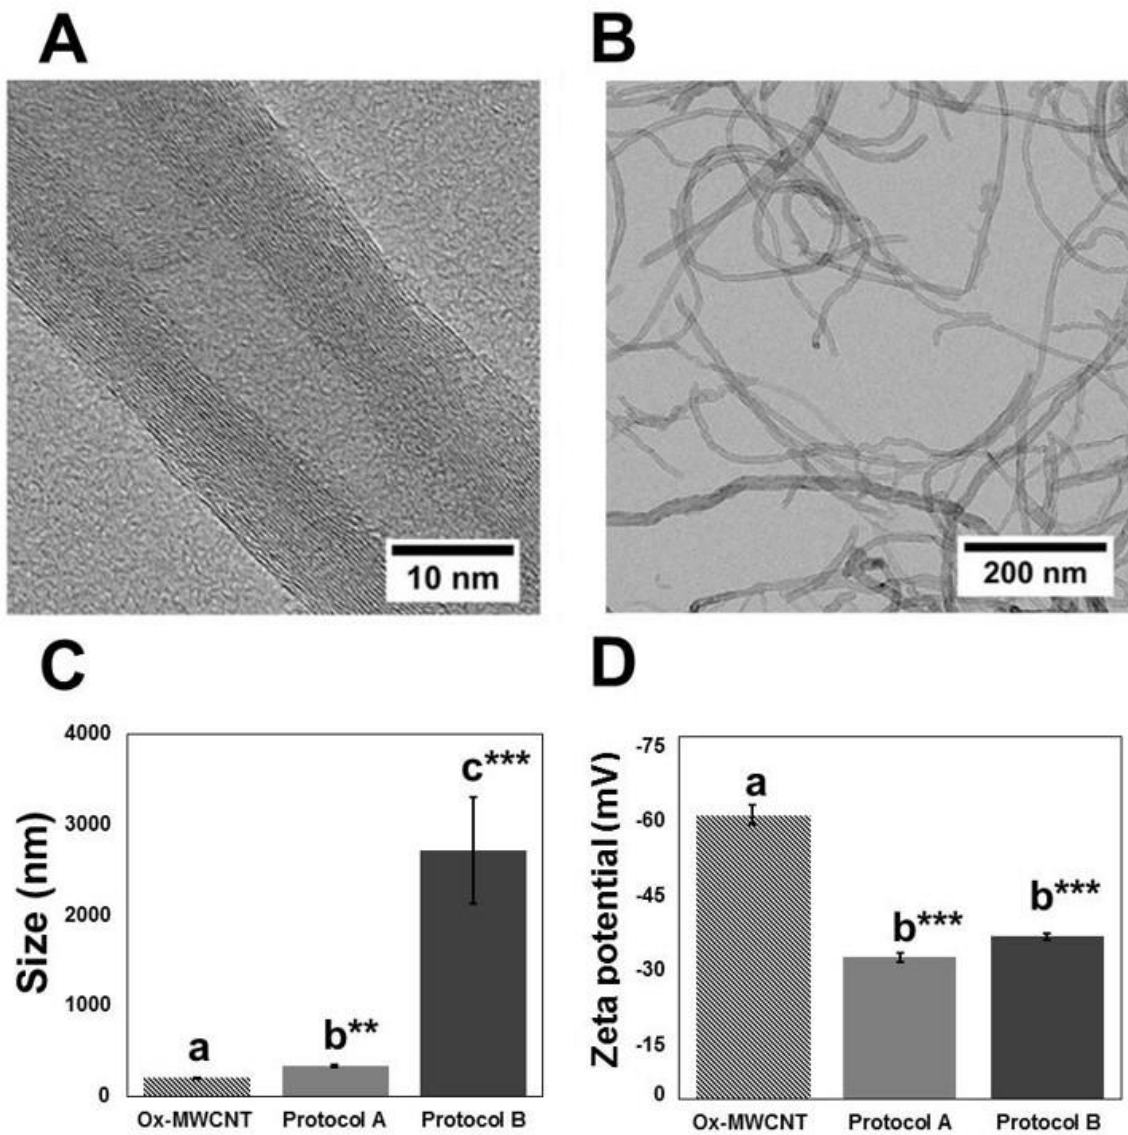 A
B
10 nm
200 nm
C
D
Size (nm)
4000
3000
2000
1000
0
a
b**
c***
Ox-MWCNT
Protocol A
Protocol B
Zeta potential (mV)
-75
-60
-45
-30
-15
0
a
b***
b***
Ox-MWCNT
Protocol A
Protocol B